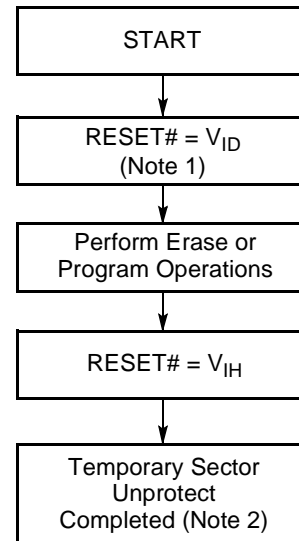 START
RESET# = VID
(Note 1)
Perform Erase or
Program Operations
RESET# = VIH
Temporary Sector
Unprotect
Completed (Note 2)